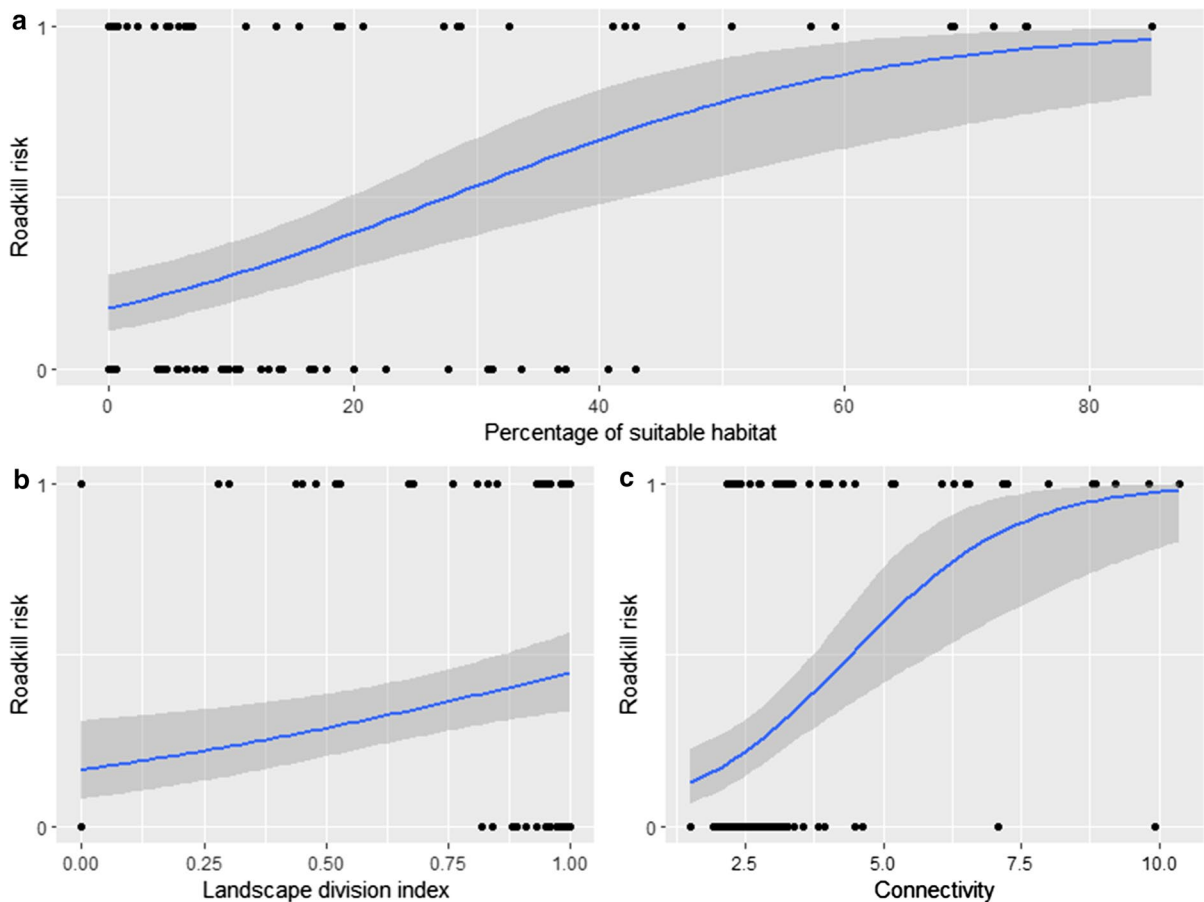 a
1
Roadkill risk
0
0 20 40 60 80
Percentage of suitable habitat
b
1
Roadkill risk
0
0.00 0.25 0.50 0.75 1.00
Landscape division index
c
1
Roadkill risk
0
2.5 5.0 7.5 10.0
Connectivity